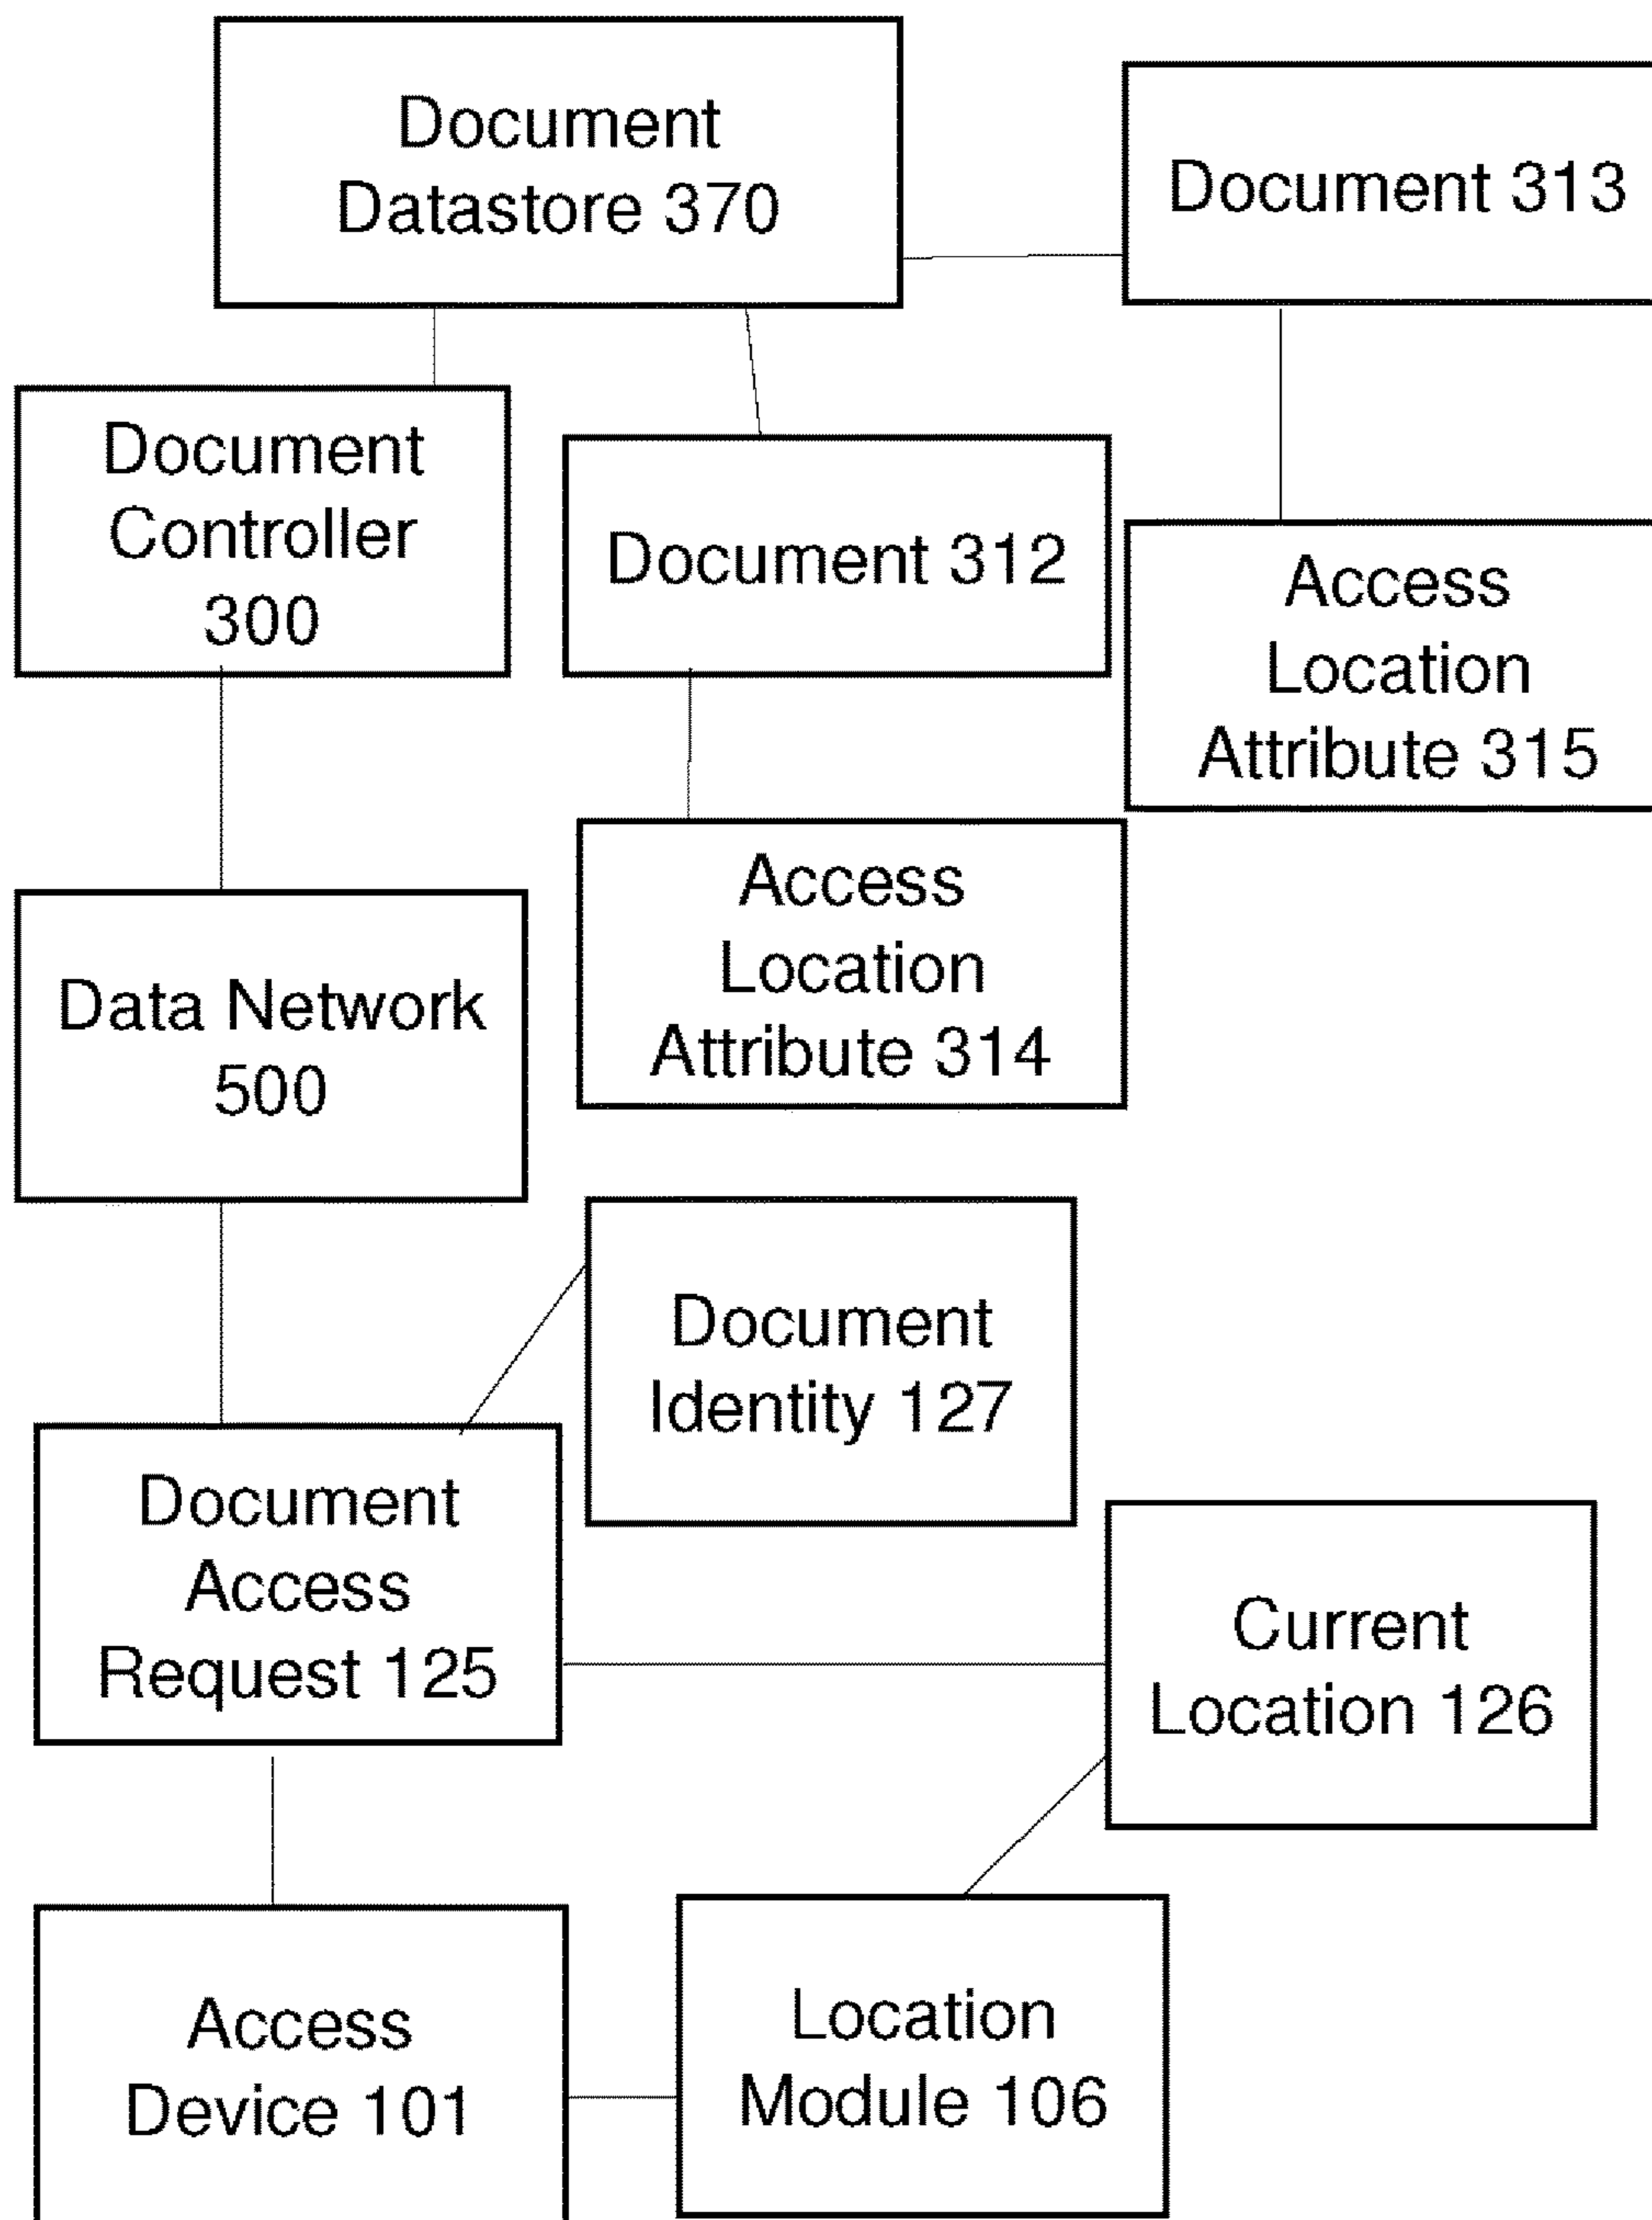 Document
Datastore 370
Document 313
Document
Controller
300
Document 312
Access
Location
Attribute 315
Access
Location
Attribute 314
Data Network
500
Document
Identity 127
Document
Access
Request 125
Current
Location 126
Access
Device 101
Location
Module 106